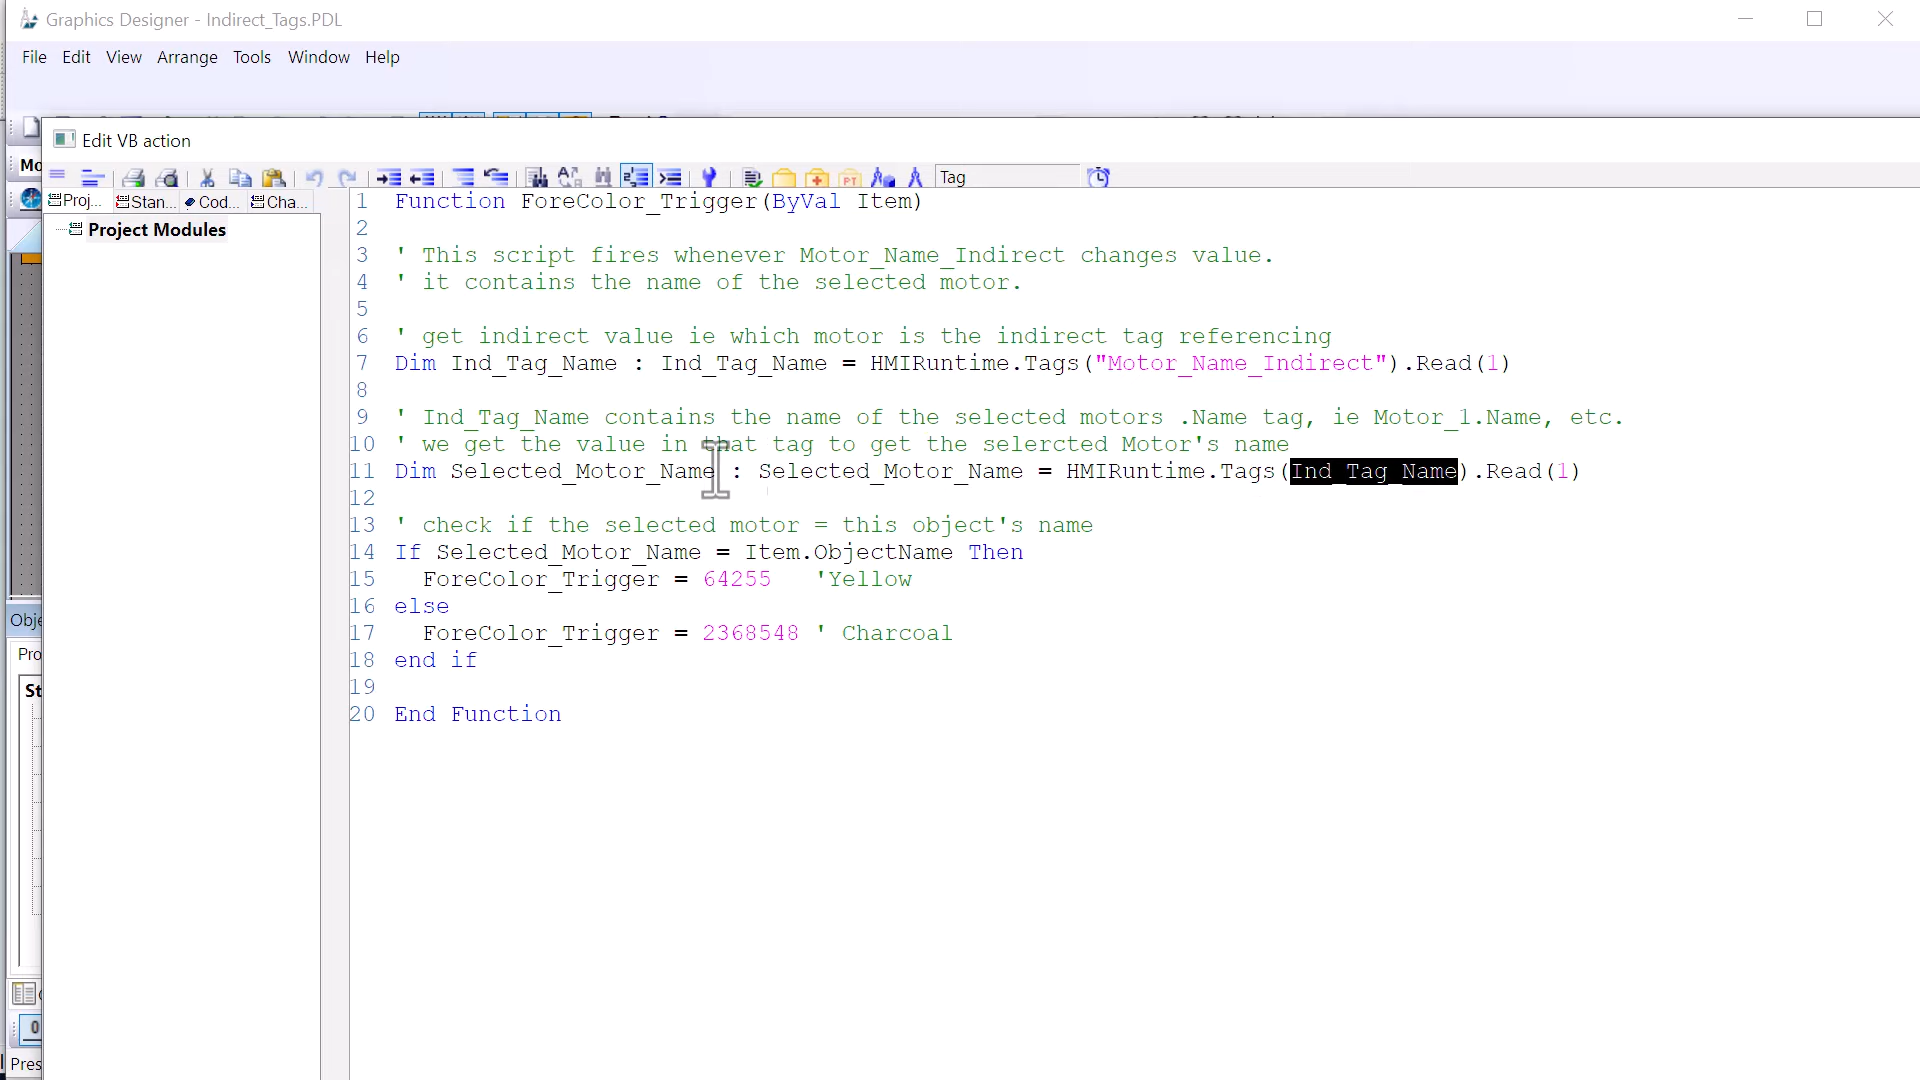 Graphics Designer - Indirect_Tags.PDL
File Edit View Arrange Tools Window Help
Edit VB action
Mo
Tag
Proj... Stan... Cod... Cha...
Project Modules
1 Function ForeColor_Trigger(ByVal Item)
2
3 ' This script fires whenever Motor_Name_Indirect changes value.
4 ' it contains the name of the selected motor.
5
6 ' get indirect value ie which motor is the indirect tag referencing
7 Dim Ind_Tag_Name : Ind_Tag_Name = HMIRuntime.Tags("Motor_Name_Indirect").Read(1)
8
9 ' Ind_Tag_Name contains the name of the selected motors .Name tag, ie Motor_1.Name, etc.
10 ' we get the value in that tag to get the selercted Motor's name
11 Dim Selected_Motor_Name : Selected_Motor_Name = HMIRuntime.Tags(Ind_Tag_Name).Read(1)
12
13 ' check if the selected motor = this object's name
14 If Selected_Motor_Name = Item.ObjectName Then
15 ForeColor_Trigger = 64255 'Yellow
16 else
17 ForeColor_Trigger = 2368548 ' Charcoal
18 end if
19
20 End Function
Obje
Pro
St
0
Pres